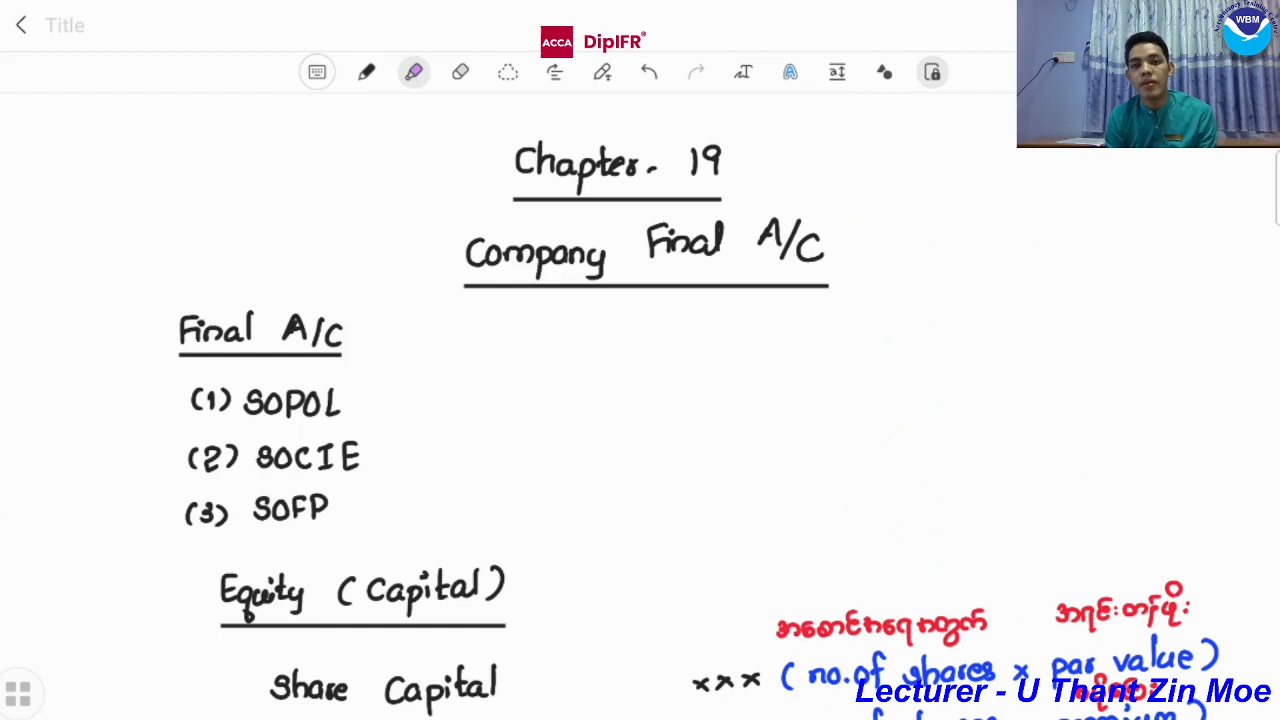 Title
ACCA DipIFR®
WBM
Chapter. 19
Company Final A/C
Final A/C
(1) SOPOL
(2) SOCIE
(3) SOFP
Equity (Capital)
အစောင်အရေအတွက် အရင်းတန်ဖိုး
Share Capital xxx (no.of shares x par value)
Lecturer - U Thant Zin Moe